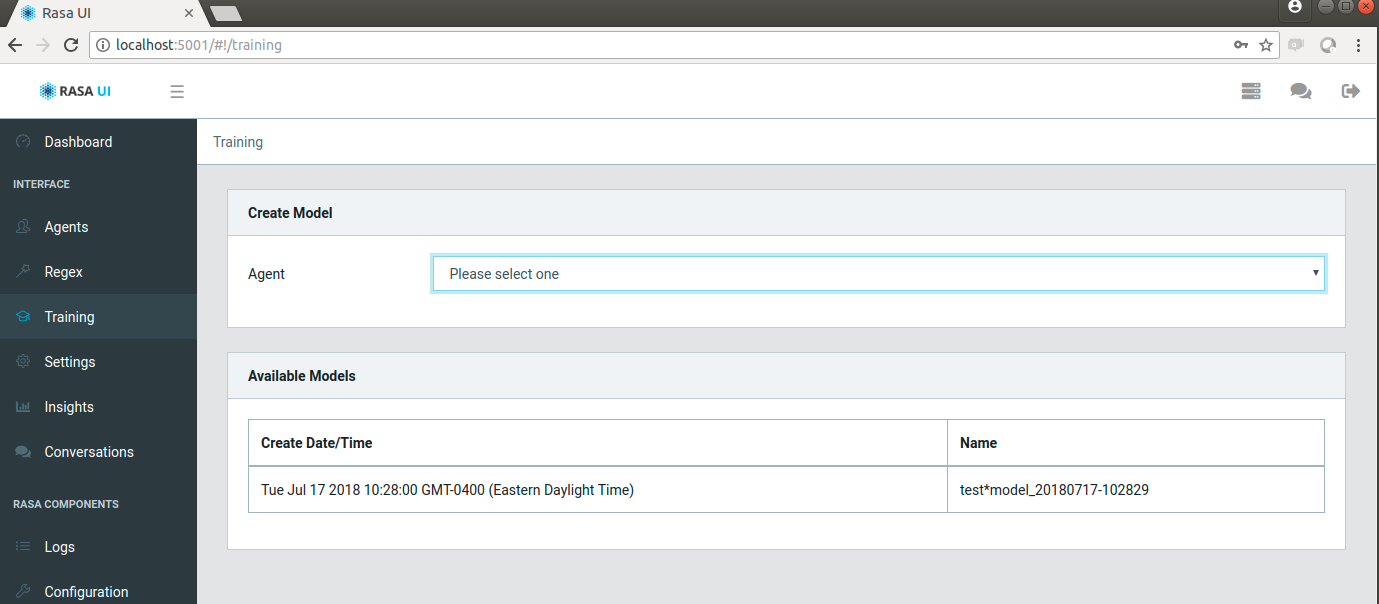 Rasa UI
localhost:5001/#!/training
RASA UI
Dashboard
INTERFACE
Agents
Regex
Training
Settings
Insights
Conversations
RASA COMPONENTS
Logs
Configuration
Training
Create Model
Agent
Please select one
Available Models
Create Date/Time Name
Tue Jul 17 2018 10:28:00 GMT-0400 (Eastern Daylight Time) test*model_20180717-102829